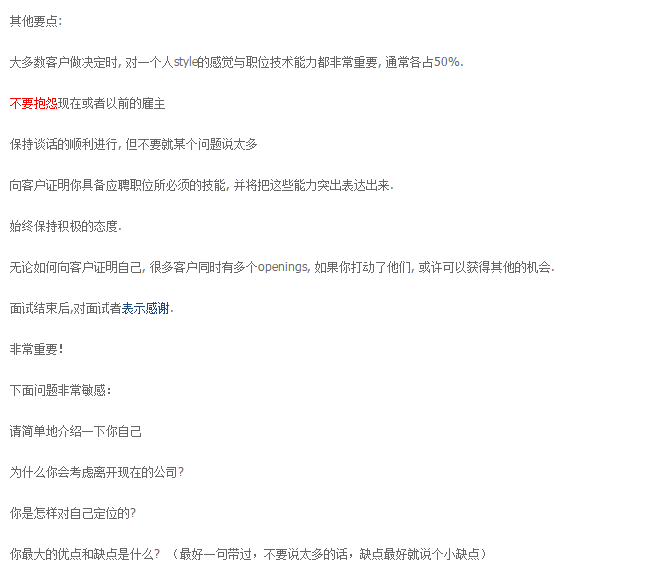 其他要点:
大多数客户做决定时, 对一个人style的感觉与职位技术能力都非常重要, 通常各占50%.
不要抱怨现在或者以前的雇主
保持谈话的顺利进行, 但不要就某个问题说太多
向客户证明你具备应聘职位所必须的技能, 并将把这些能力突出表达出来.
始终保持积极的态度.
无论如何向客户证明自己, 很多客户同时有多个openings, 如果你打动了他们, 或许可以获得其他的机会.
面试结束后,对面试者表示感谢.
非常重要!
下面问题非常敏感:
请简单地介绍一下你自己
为什么你会考虑离开现在的公司?
你是怎样对自己定位的?
你最大的优点和缺点是什么? （最好一句带过，不要说太多的话，缺点最好就说个小缺点）